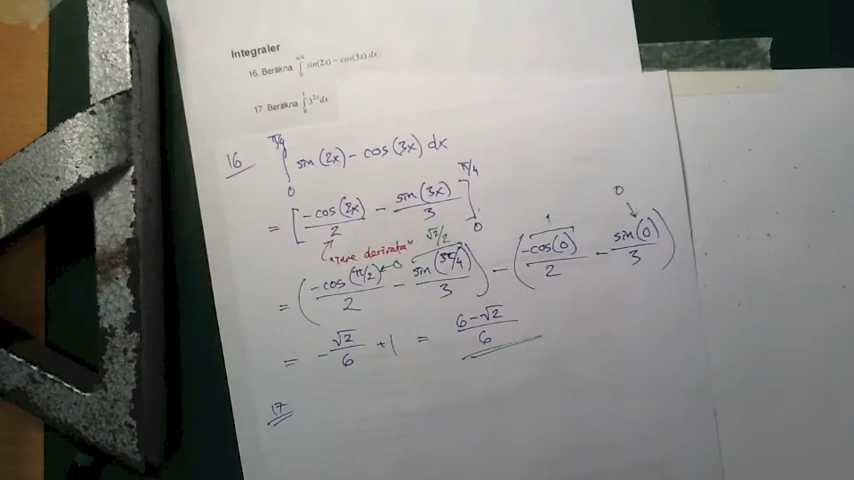 Integraler
16. Beräkna ∫₀^{π/4} sin(2x) − cos(3x) dx
17 Beräkna ∫₀^1 3^{2x} dx
16 ∫₀^{π/4} sin(2x) − cos(3x) dx
= [ −cos(2x)/2 − sin(3x)/3 ]₀^{π/4}
"inre derivata"
= ( −cos(π/2)/2 − sin(3π/4)/3 ) − ( −cos(0)/2 − sin(0)/3 )
0
√2/2
1
0
= −√2/6 + 1 = 6−√2/6
17